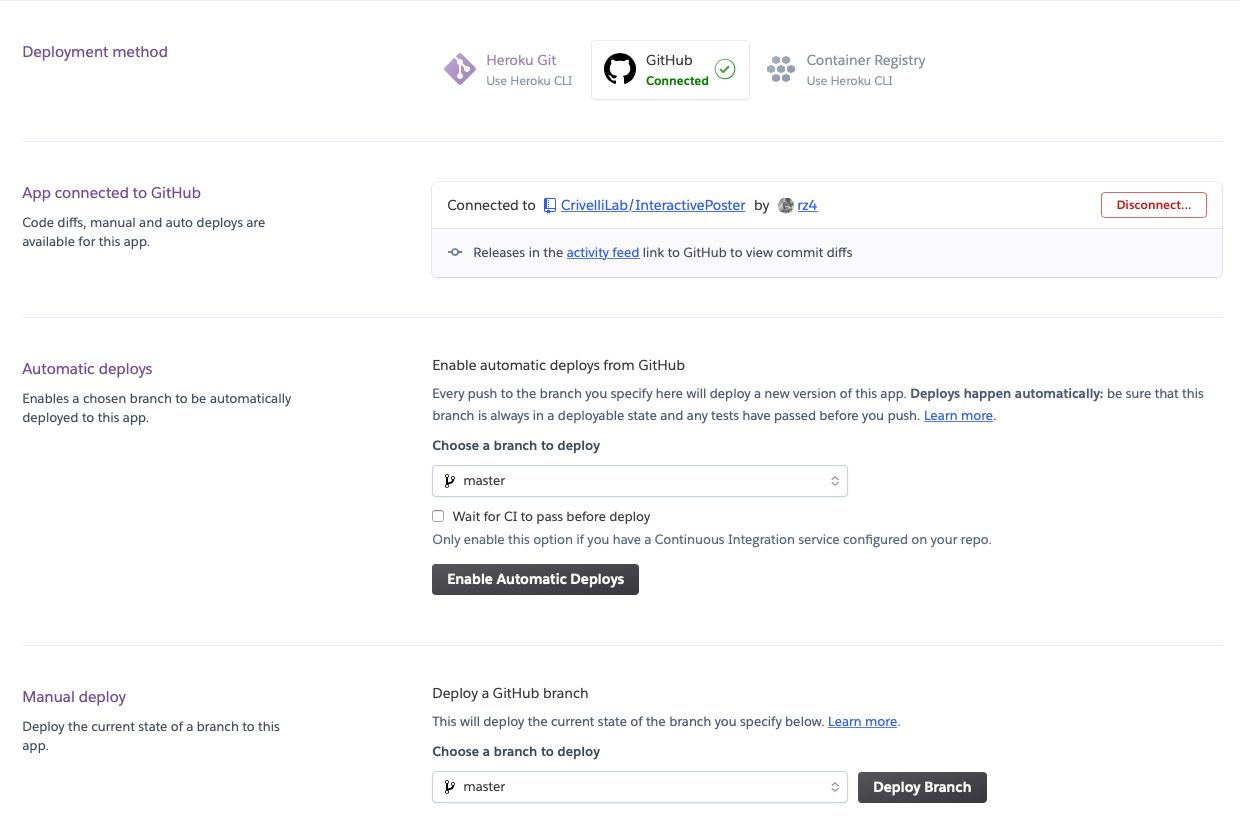 Deployment method
Heroku Git
Use Heroku CLI
GitHub
Connected
Container Registry
Use Heroku CLI
App connected to GitHub
Code diffs, manual and auto deploys are
available for this app.
Connected to CrivelliLab/InteractivePoster by rz4
Disconnect...
Releases in the activity feed link to GitHub to view commit diffs
Automatic deploys
Enables a chosen branch to be automatically
deployed to this app.
Enable automatic deploys from GitHub
Every push to the branch you specify here will deploy a new version of this app. Deploys happen automatically: be sure that this
branch is always in a deployable state and any tests have passed before you push. Learn more.
Choose a branch to deploy
master
Wait for CI to pass before deploy
Only enable this option if you have a Continuous Integration service configured on your repo.
Enable Automatic Deploys
Manual deploy
Deploy the current state of a branch to this
app.
Deploy a GitHub branch
This will deploy the current state of the branch you specify below. Learn more.
Choose a branch to deploy
master
Deploy Branch